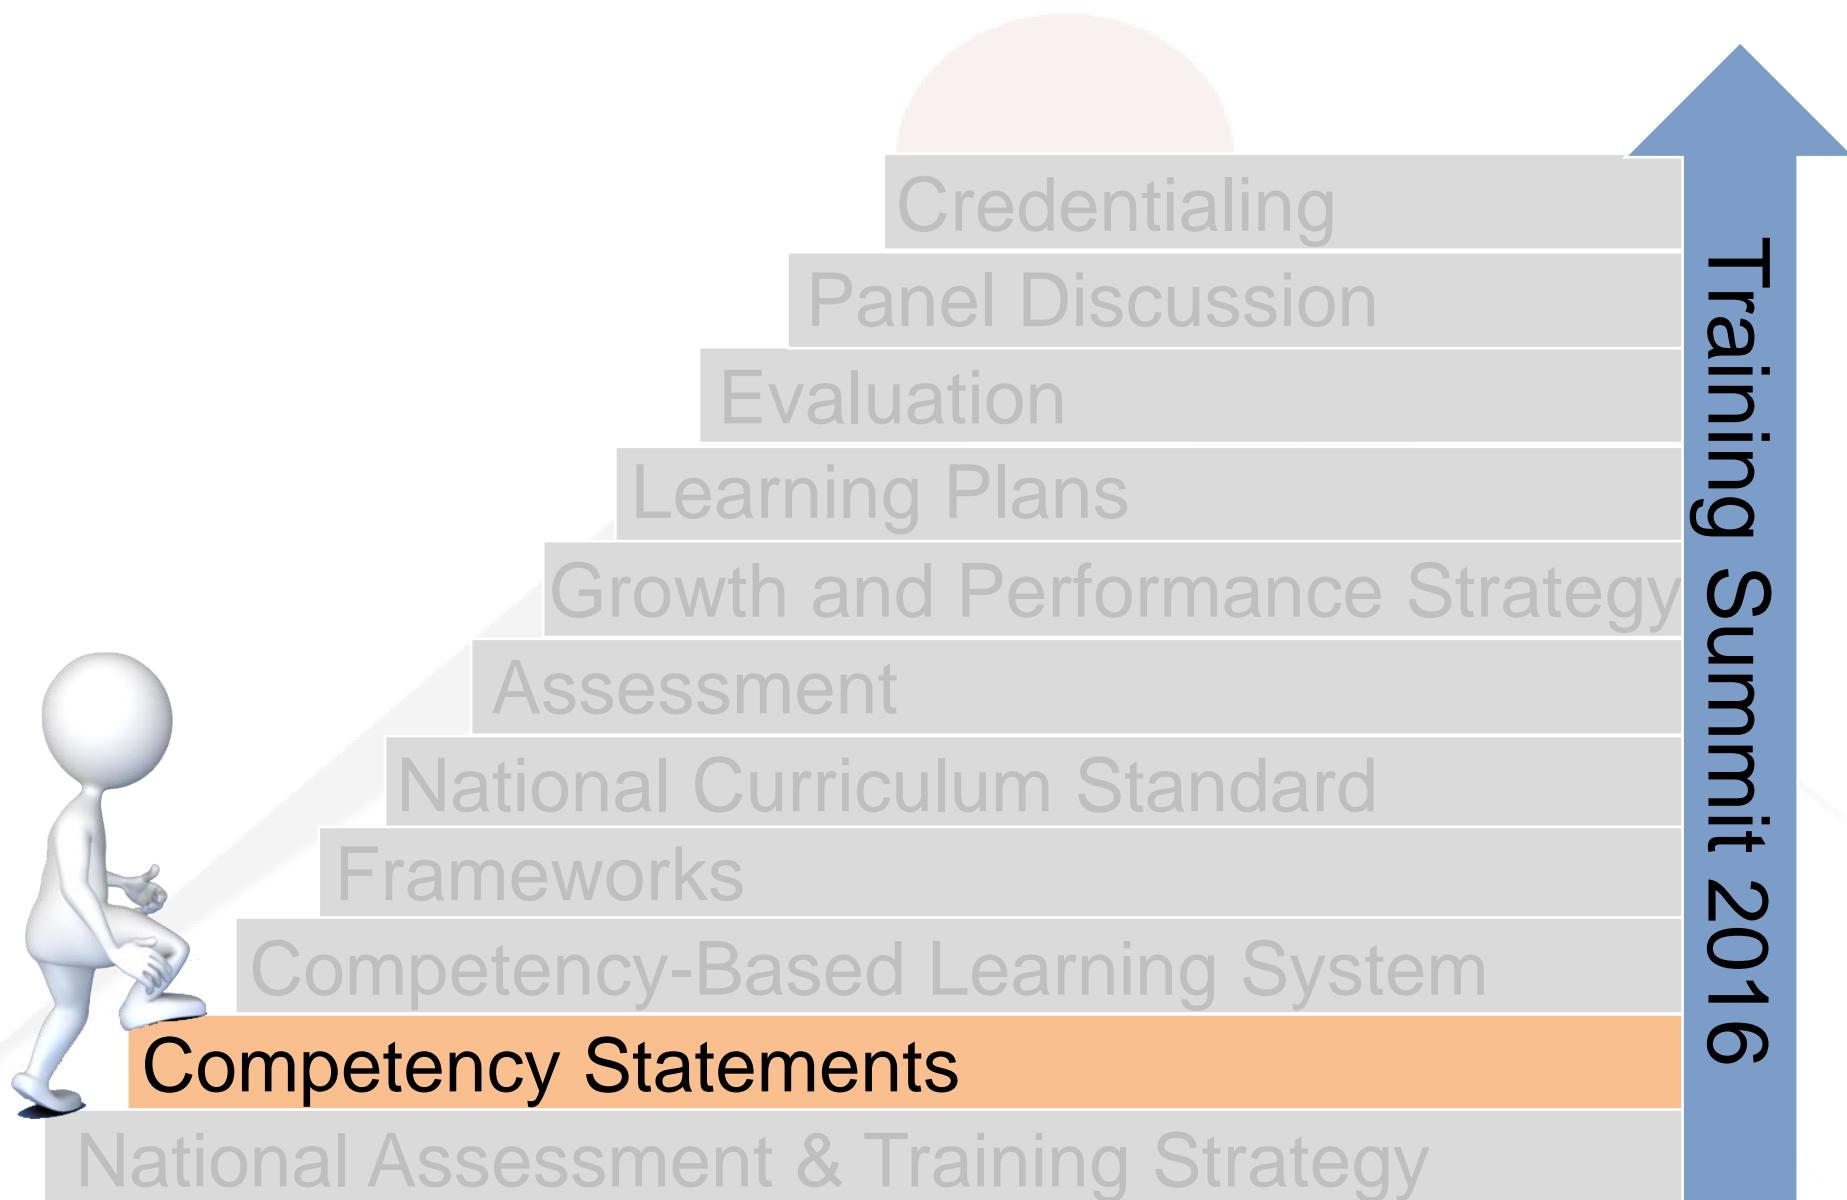 Credentialing
Panel Discussion
Evaluation
Learning Plans
Growth and Performance Strategy
Assessment
National Curriculum Standard
Frameworks
Competency-Based Learning System
Competency Statements
National Assessment & Training Strategy
Training Summit 2016